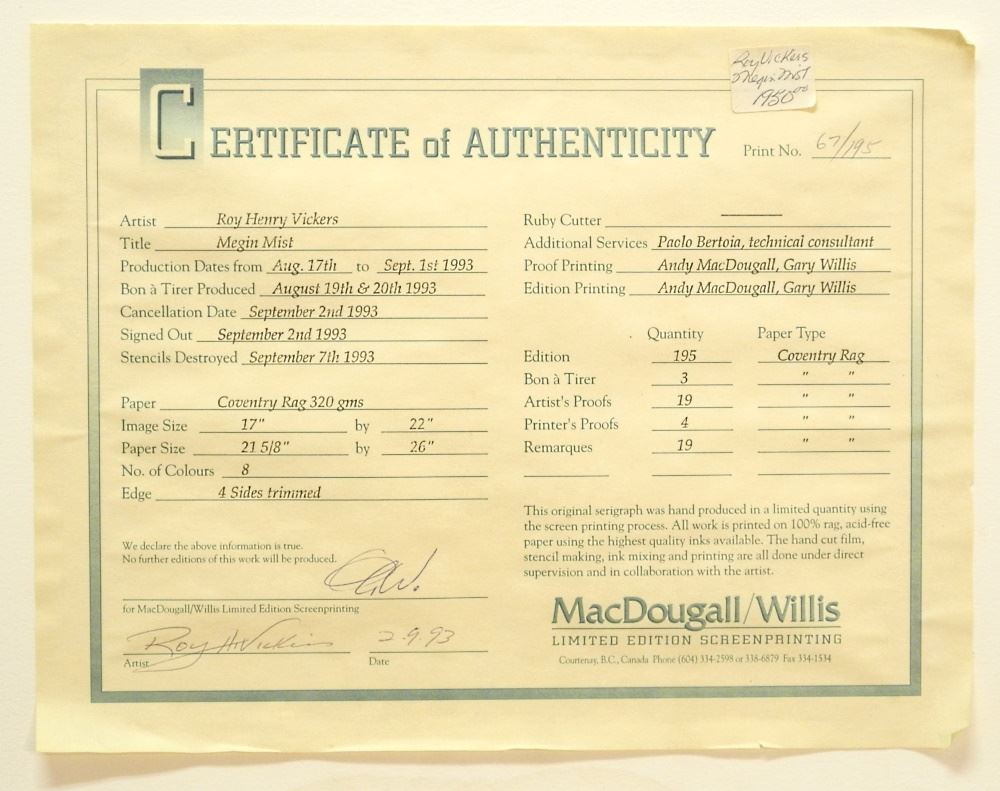 Roy Vickers
Megin Mist
1950.00
CERTIFICATE of AUTHENTICITY
Print No. 67/195
Artist Roy Henry Vickers
Title Megin Mist
Production Dates from Aug. 17th to Sept. 1st 1993
Bon à Tirer Produced August 19th & 20th 1993
Cancellation Date September 2nd 1993
Signed Out September 2nd 1993
Stencils Destroyed September 7th 1993
Paper Coventry Rag 320 gms
Image Size 17" by 22"
Paper Size 21 5/8" by 26"
No. of Colours 8
Edge 4 Sides trimmed
We declare the above information is true.
No further editions of this work will be produced.
for MacDougall/Willis Limited Edition Screenprinting
Roy H Vickers 2.9.93
Artist Date
Ruby Cutter
Additional Services Paolo Bertoia, technical consultant
Proof Printing Andy MacDougall, Gary Willis
Edition Printing Andy MacDougall, Gary Willis
Quantity Paper Type
Edition 195 Coventry Rag
Bon à Tirer 3 " "
Artist's Proofs 19 " "
Printer's Proofs 4 " "
Remarques 19 " "
This original serigraph was hand produced in a limited quantity using
the screen printing process. All work is printed on 100% rag, acid-free
paper using the highest quality inks available. The hand cut film,
stencil making, ink mixing and printing are all done under direct
supervision and in collaboration with the artist.
MacDougall/Willis
LIMITED EDITION SCREENPRINTING
Courtenay, B.C., Canada Phone (604) 334-2598 or 338-6879 Fax 334-1534